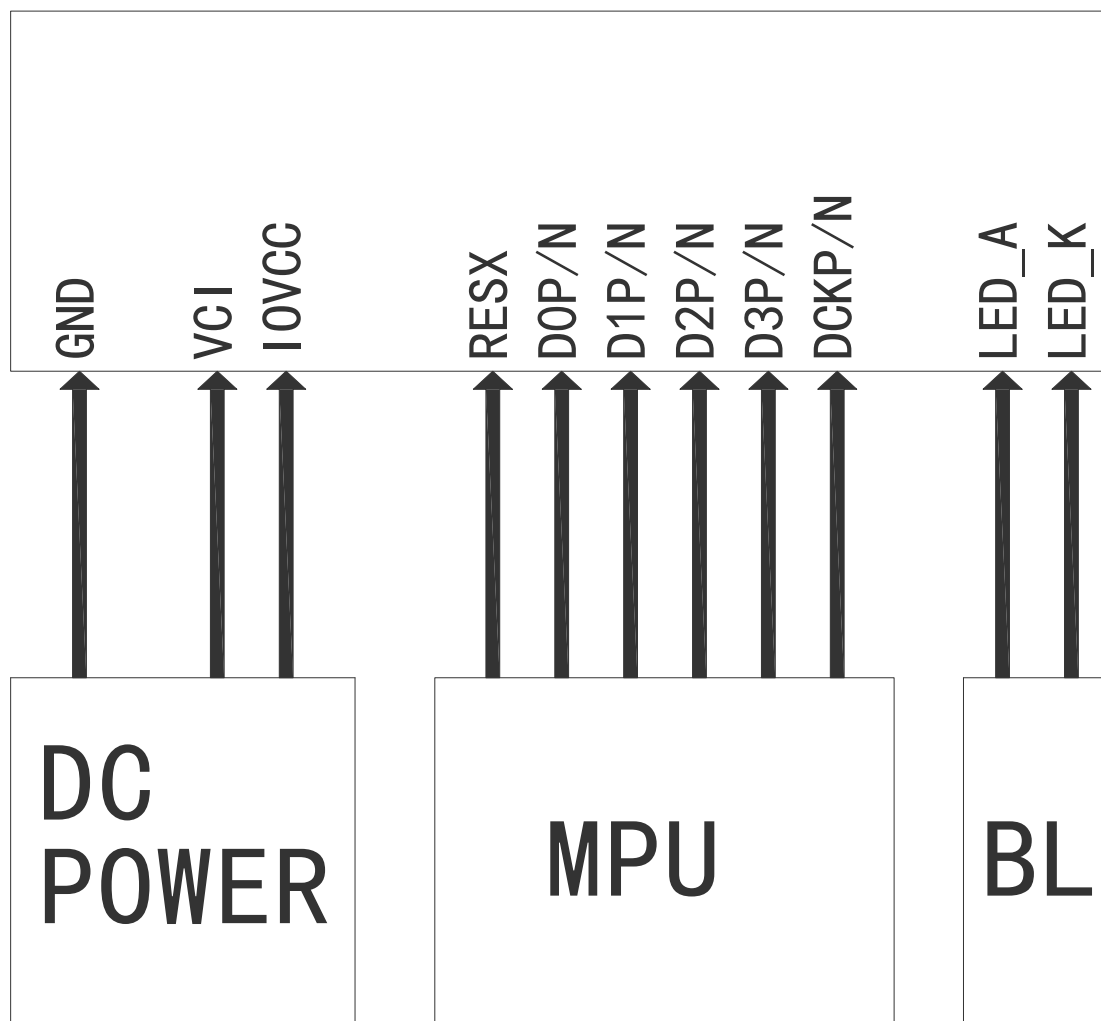 GND
VCI
IOVCC
RESX
D0P/N
D1P/N
D2P/N
D3P/N
DCKP/N
LED_A
LED_K
DC
POWER
MPU
BL